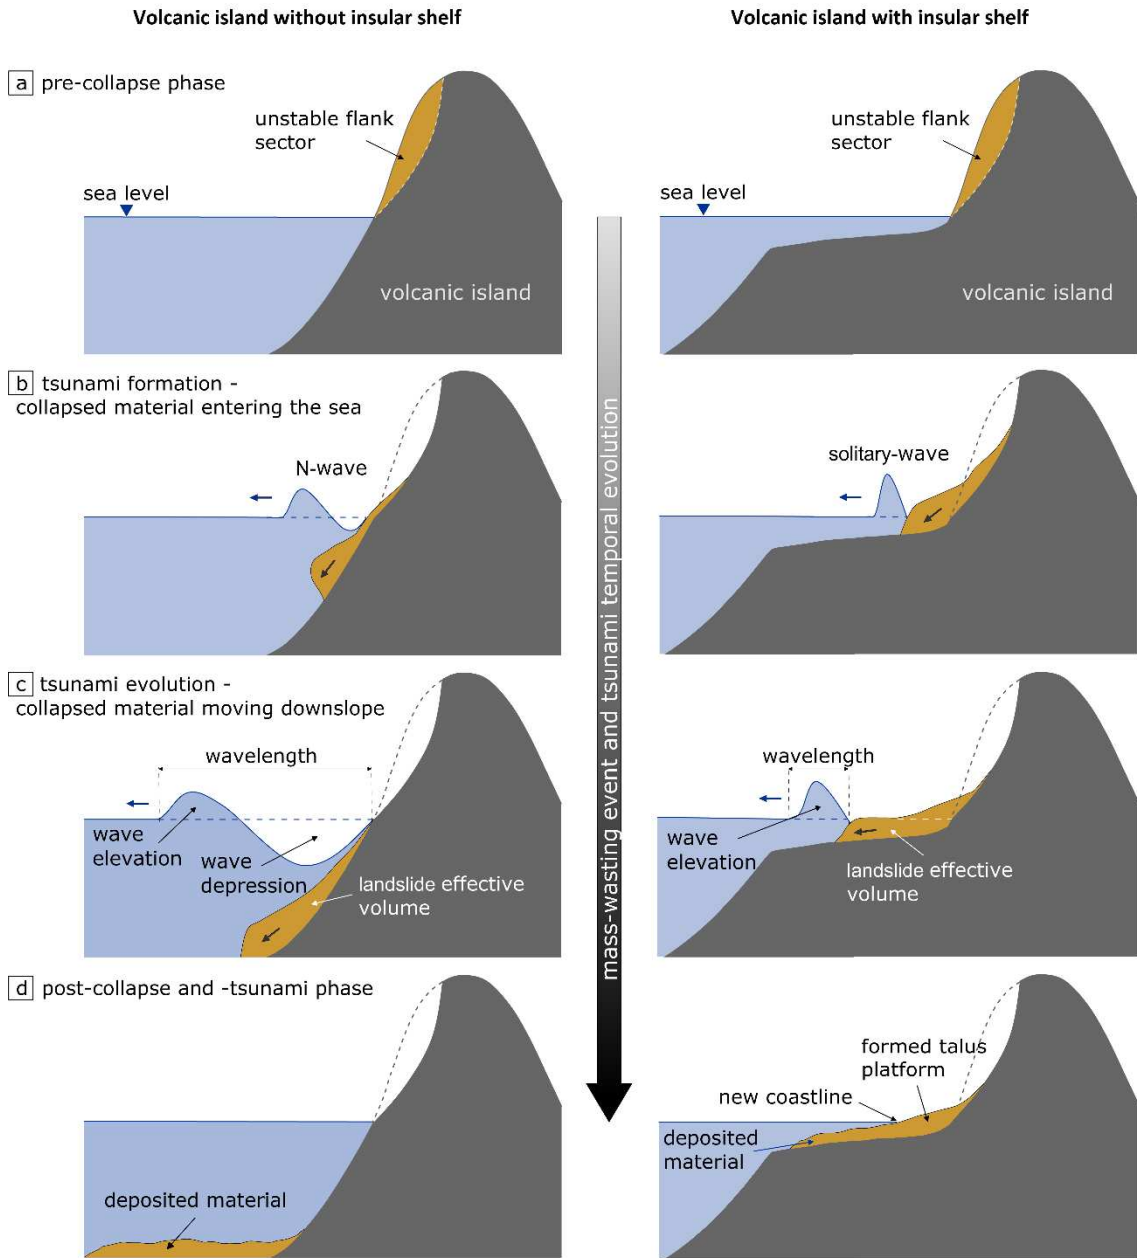 Volcanic island without insular shelf
Volcanic island with insular shelf
a pre-collapse phase
unstable flank
sector
sea level
volcanic island
unstable flank
sector
sea level
volcanic island
mass-wasting event and tsunami temporal evolution
b tsunami formation -
collapsed material entering the sea
N-wave
solitary-wave
c tsunami evolution -
collapsed material moving downslope
wavelength
wave
elevation
wave
depression
landslide effective
volume
wavelength
wave
elevation
landslide effective
volume
d post-collapse and -tsunami phase
deposited material
formed talus
platform
new coastline
deposited
material